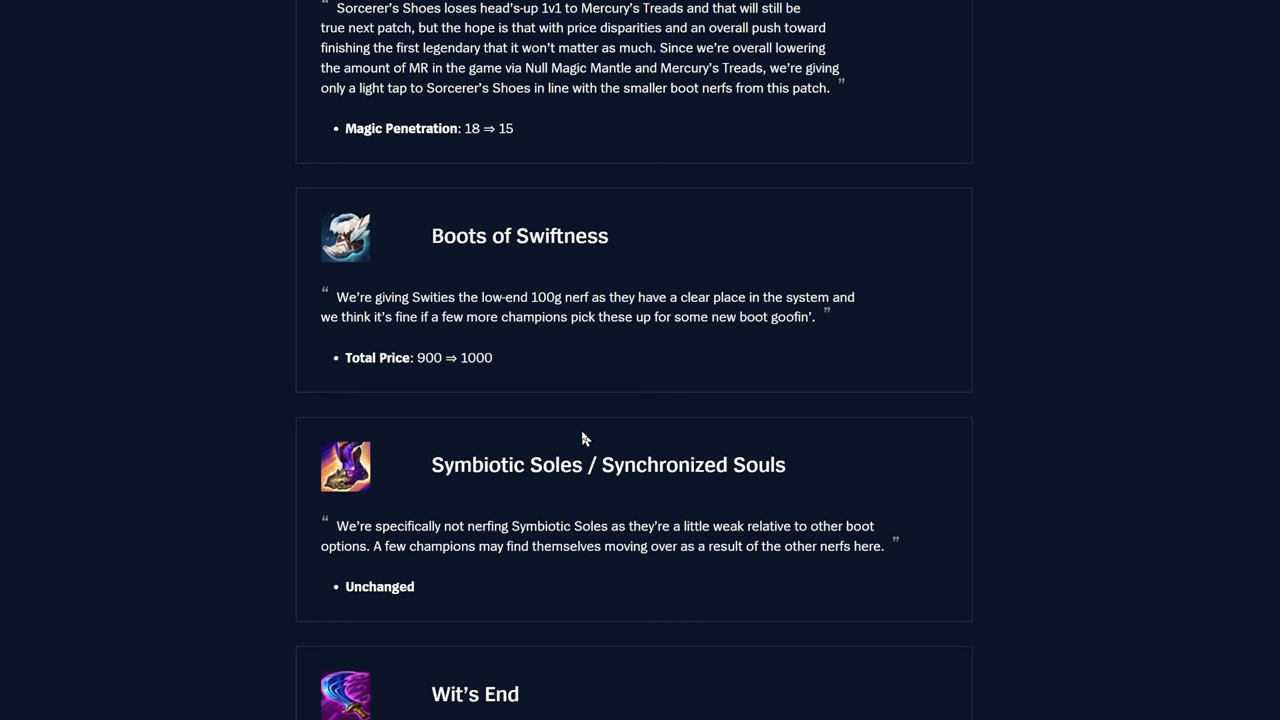 “ Sorcerer’s Shoes loses head’s-up 1v1 to Mercury’s Treads and that will still be
true next patch, but the hope is that with price disparities and an overall push toward
finishing the first legendary that it won’t matter as much. Since we’re overall lowering
the amount of MR in the game via Null Magic Mantle and Mercury’s Treads, we’re giving
only a light tap to Sorcerer’s Shoes in line with the smaller boot nerfs from this patch. ”
• Magic Penetration: 18 ⇒ 15
Boots of Swiftness
“ We’re giving Swities the low-end 100g nerf as they have a clear place in the system and
we think it’s fine if a few more champions pick these up for some new boot goofin’. ”
• Total Price: 900 ⇒ 1000
Symbiotic Soles / Synchronized Souls
“ We’re specifically not nerfing Symbiotic Soles as they’re a little weak relative to other boot
options. A few champions may find themselves moving over as a result of the other nerfs here. ”
• Unchanged
Wit’s End